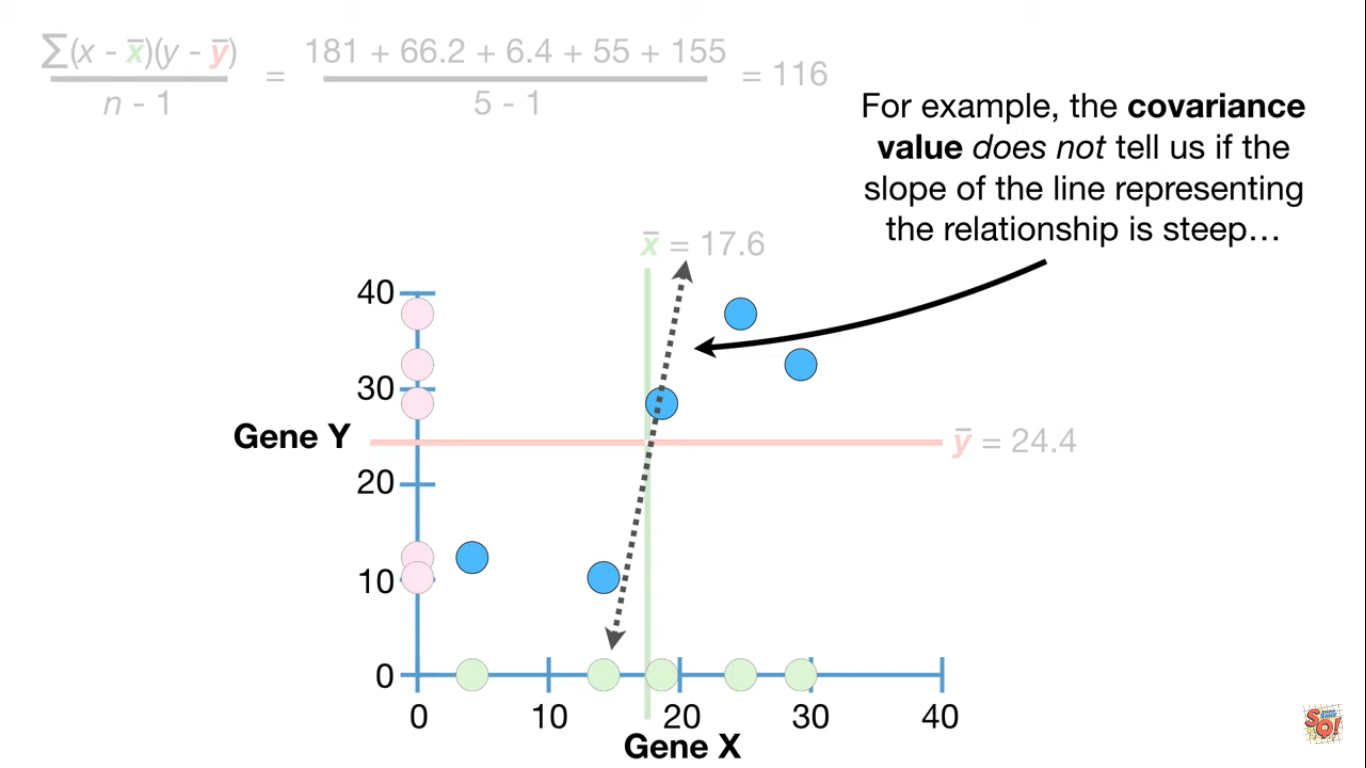 ∑(x - x̄)(y - ȳ)
n - 1
=
181 + 66.2 + 6.4 + 55 + 155
5 - 1
= 116
For example, the covariance
value does not tell us if the
slope of the line representing
the relationship is steep…
x̄ = 17.6
40
30
Gene Y
ȳ = 24.4
20
10
0
0 10 20 30 40
Gene X
SQ!